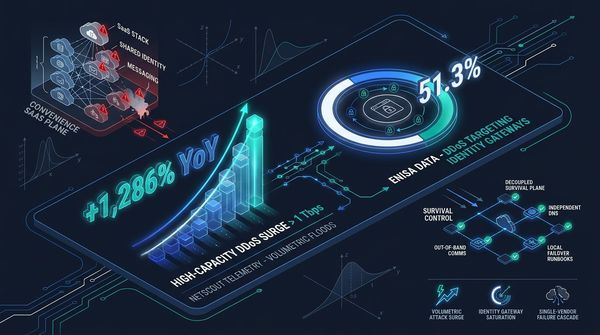 SaaS STACK
SHARED IDENTITY
MESSAGING
CONVENIENCE
SAAS PLANE
+1,286% YoY
HIGH-CAPACITY DDoS SURGE > 1 Tbps
NETSCOUT TELEMETRY - VOLUMETRIC FLOODS
51.3%
ENISA DATA - DDoS TARGETING
IDENTITY GATEWAYS
DECOUPLED
SURVIVAL PLANE
SURVIVAL
CONTROL
INDEPENDENT
DNS
OUT-OF-BAND
COMMS
LOCAL
FAILOVER
RUNBOOKS
VOLUMETRIC
ATTACK SURGE
IDENTITY GATEWAY
SATURATION
SINGLE-VENDOR
FAILURE CASCADE